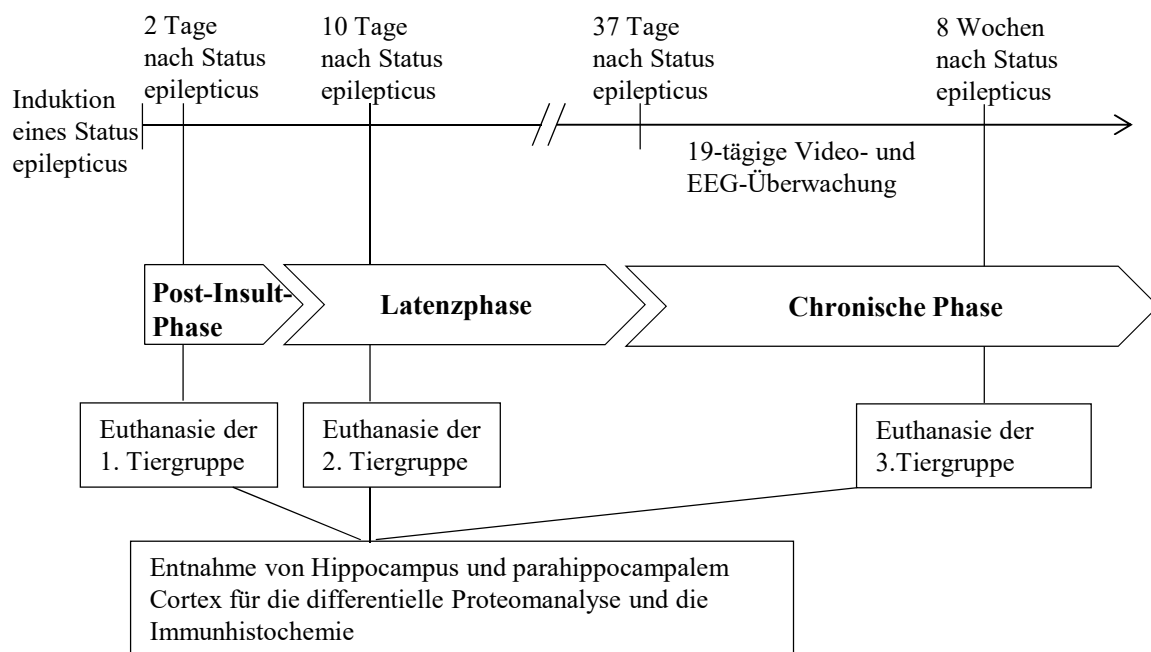 2 Tage
nach Status
epilepticus
10 Tage
nach Status
epilepticus
37 Tage
nach Status
epilepticus
8 Wochen
nach Status
epilepticus
Induktion
eines Status
epilepticus
19-tägige Video- und
EEG-Überwachung
Post-Insult-
Phase
Latenzphase
Chronische Phase
Euthanasie der
1. Tiergruppe
Euthanasie der
2. Tiergruppe
Euthanasie der
3.Tiergruppe
Entnahme von Hippocampus und parahippocampalem
Cortex für die differentielle Proteomanalyse und die
Immunhistochemie